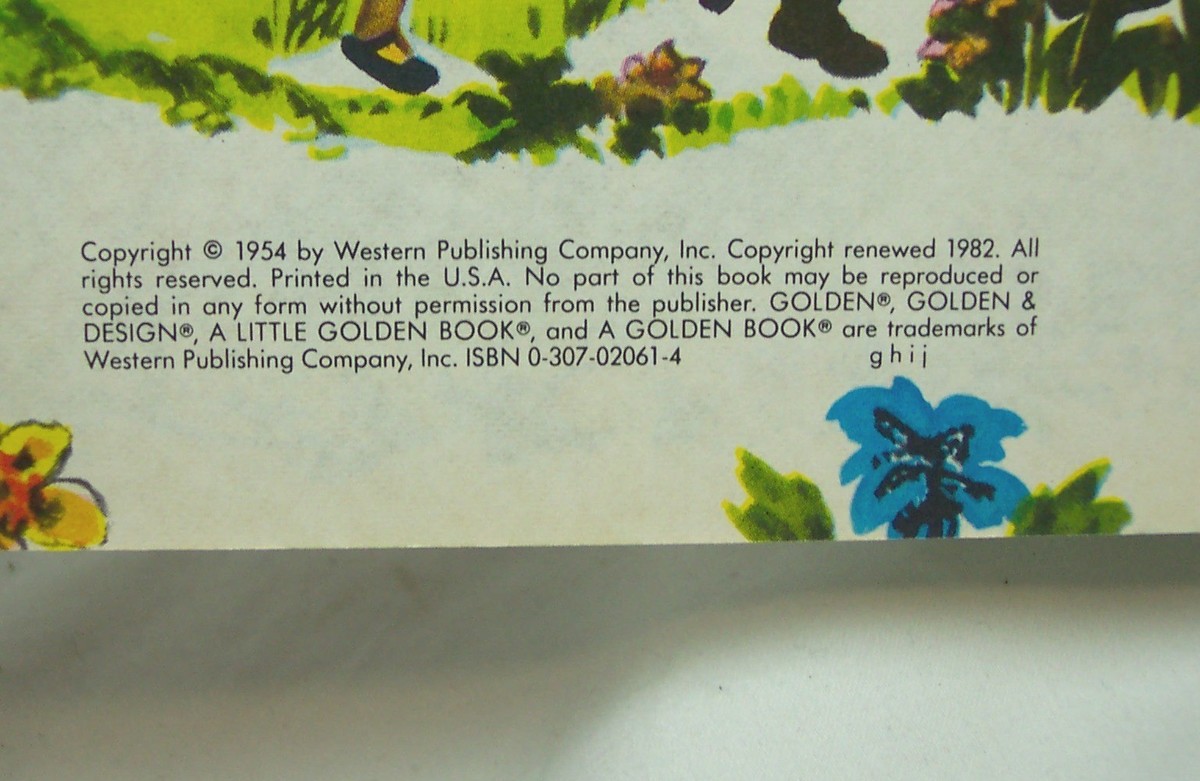 Copyright © 1954 by Western Publishing Company, Inc. Copyright renewed 1982. All
rights reserved. Printed in the U.S.A. No part of this book may be reproduced or
copied in any form without permission from the publisher. GOLDEN®, GOLDEN &
DESIGN®, A LITTLE GOLDEN BOOK®, and A GOLDEN BOOK® are trademarks of
Western Publishing Company, Inc. ISBN 0-307-02061-4 g h i j